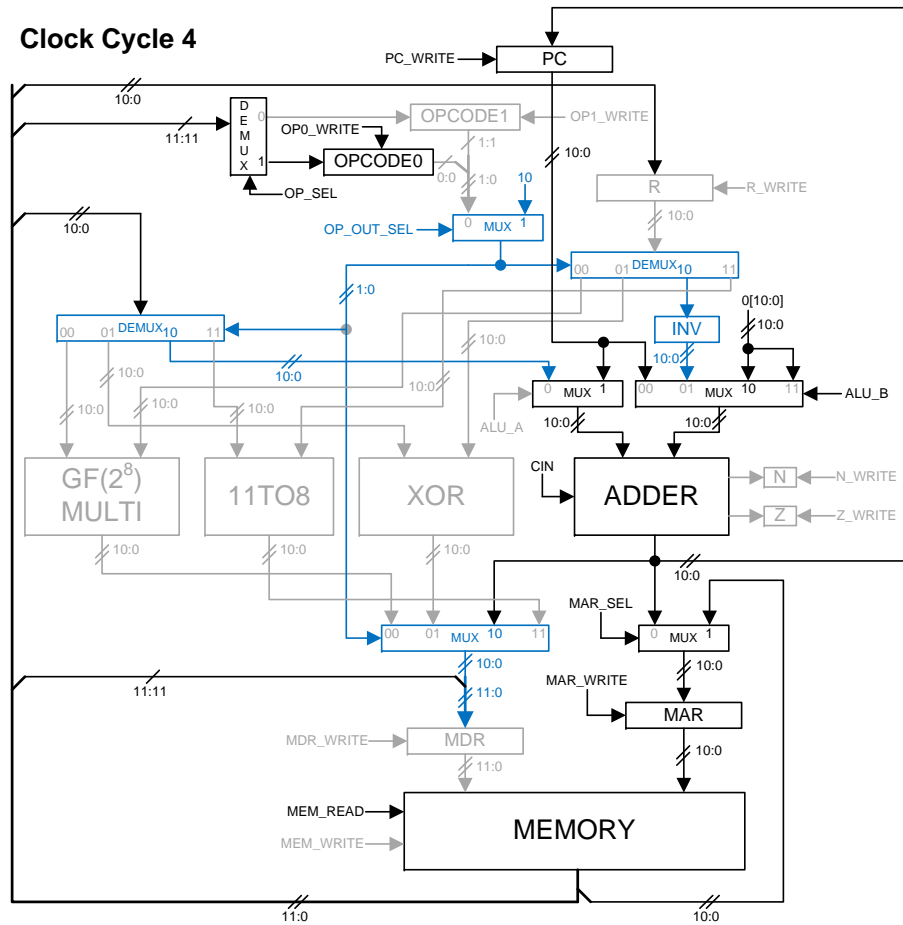 Clock Cycle 4
PC_WRITE
PC
10:0
11:11
DEMUX
0
1
OP0_WRITE
OPCODE1
OP1_WRITE
1:1
OPCODE0
0:0
1:0
OP_SEL
10:0
R
R_WRITE
10:0
10
OP_OUT_SEL
0
MUX
1
10:0
1:0
00
01
DEMUX
10
11
0[10:0]
10:0
INV
10:0
00
01
DEMUX
10
11
10:0
10:0
10:0
10:0
10:0
10:0
10:0
ALU_A
0
MUX
1
00
01
MUX
10
11
ALU_B
10:0
10:0
GF(2⁸)
MULTI
11TO8
XOR
CIN
ADDER
N
N_WRITE
Z
Z_WRITE
10:0
10:0
10:0
10:0
00
01
MUX
10
11
MAR_SEL
0
MUX
1
10:0
10:0
11:11
11:0
MAR_WRITE
MAR
MDR_WRITE
MDR
11:0
10:0
MEM_READ
MEM_WRITE
MEMORY
11:0
10:0